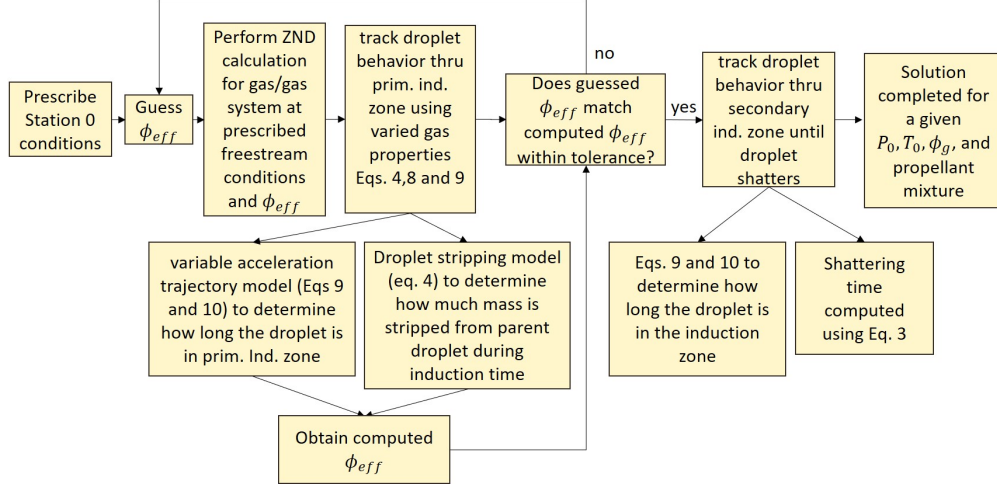 Prescribe
Station 0
conditions
Guess
ϕ_eff
Perform ZND
calculation
for gas/gas
system at
prescribed
freestream
conditions
and ϕ_eff
track droplet
behavior thru
prim. ind.
zone using
varied gas
properties
Eqs. 4,8 and 9
no
Does guessed
ϕ_eff match
computed ϕ_eff
within tolerance?
yes
track droplet
behavior thru
secondary
ind. zone until
droplet
shatters
Solution
completed for
a given
P₀, T₀, ϕ_g, and
propellant
mixture
variable acceleration
trajectory model (Eqs 9
and 10) to determine
how long the droplet is
in prim. Ind. zone
Droplet stripping model
(eq. 4) to determine
how much mass is
stripped from parent
droplet during
induction time
Eqs. 9 and 10 to
determine how
long the droplet is
in the induction
zone
Shattering
time
computed
using Eq. 3
Obtain computed
ϕ_eff